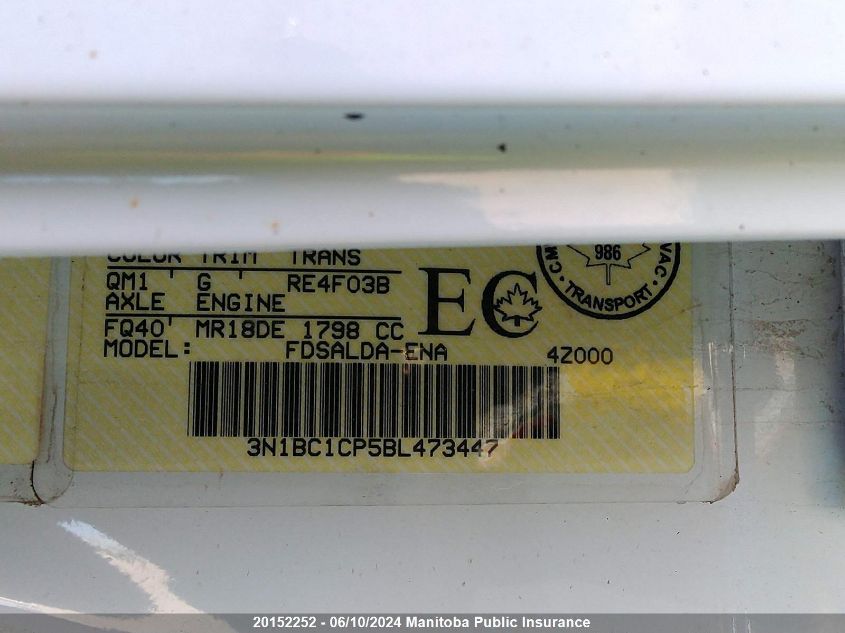 COLOR TRIM TRANS
QM1 ' G ' RE4F03B
AXLE ENGINE
FQ40' MR18DE 1798 CC
EC
986
TRANSPORT
MODEL: FDSALDA-ENA 4Z000
3N1BC1CP5BL473447
20152252 - 06/10/2024 Manitoba Public Insurance